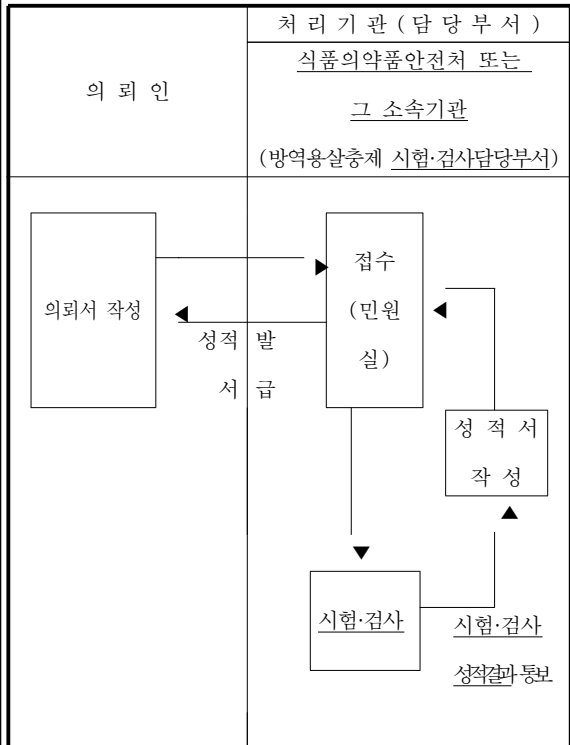 처 리 기 관 ( 담 당 부 서 )
의 뢰 인
식품의약품안전처 또는
그 소속기관
(방역용살충제 시험·검사담당부서)
의뢰서 작성
접수
(민원
실)
성적 발
서 급
성 적 서
작 성
시험·검사
시험·검사
성적결과 통보